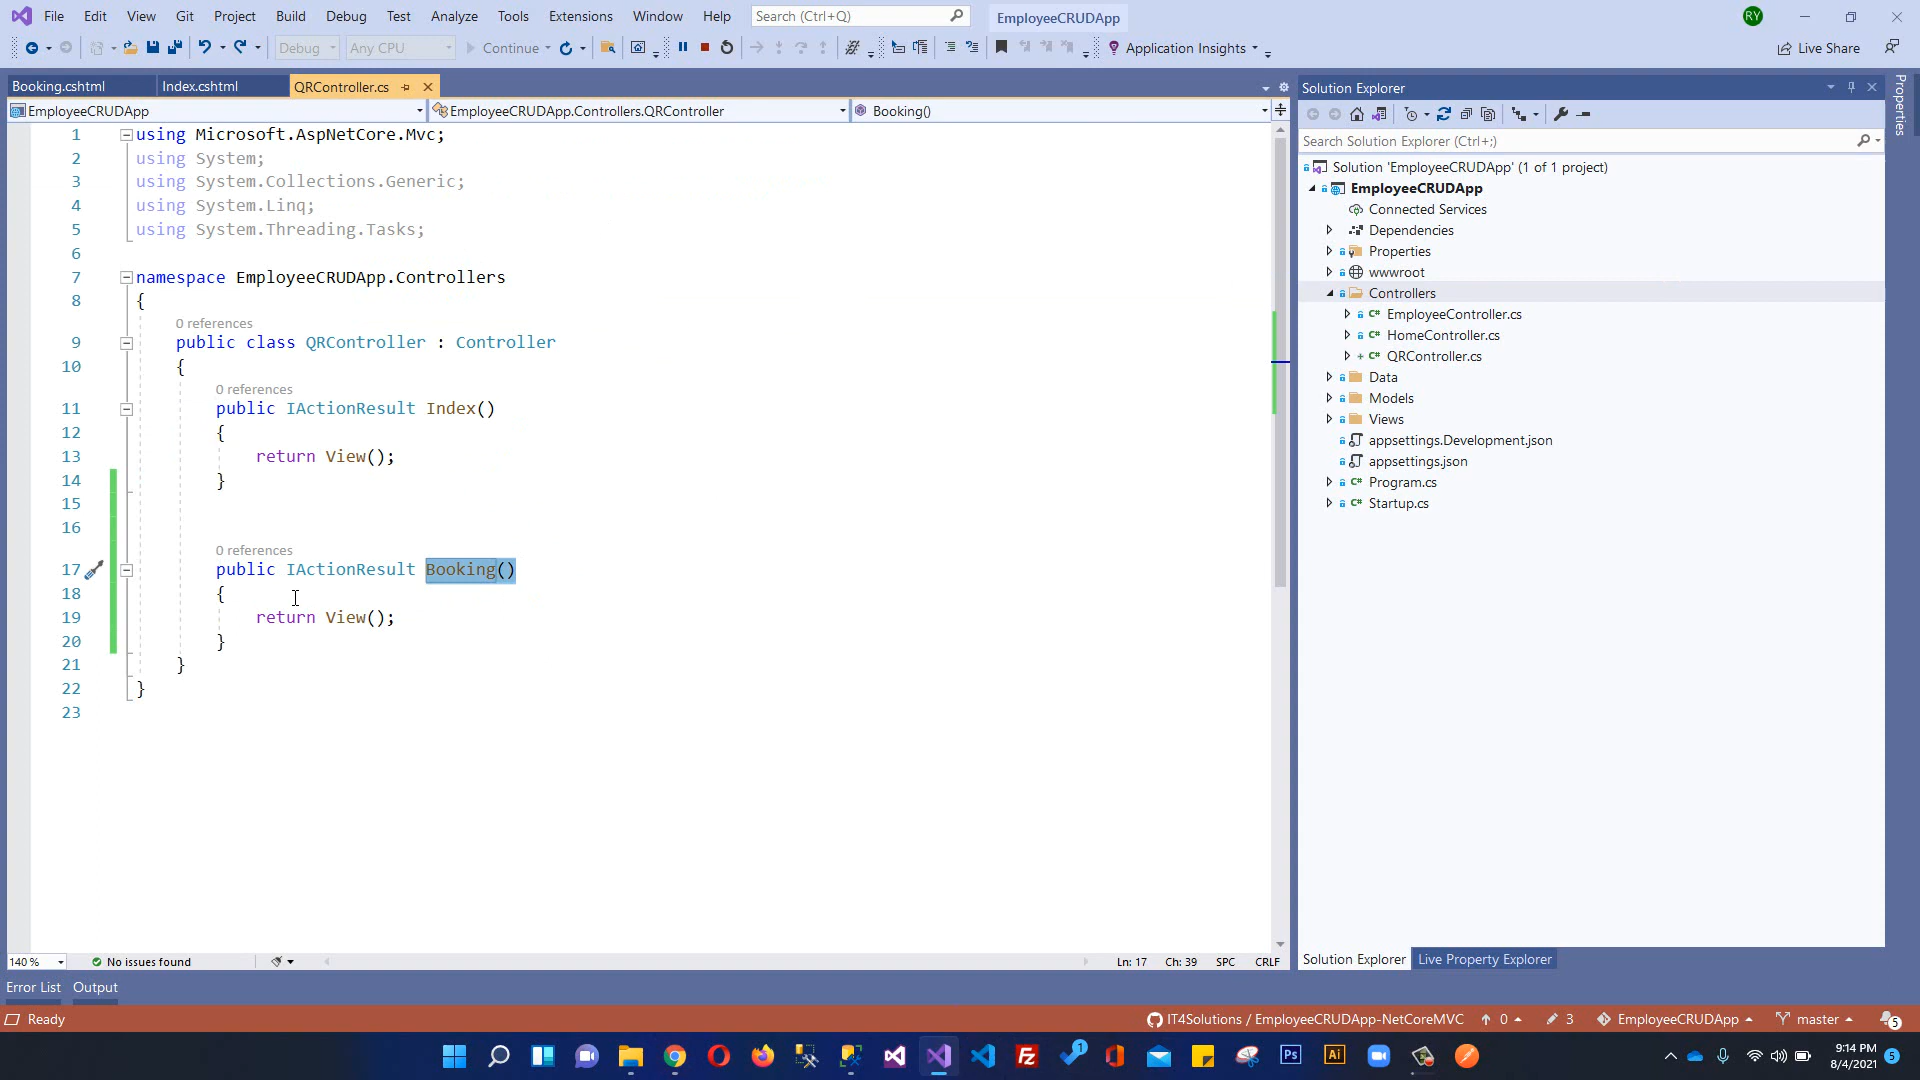 File Edit View Git Project Build Debug Test Analyze Tools Extensions Window Help Search (Ctrl+Q) EmployeeCRUDApp RY
Debug Any CPU Continue Application Insights Live Share
Booking.cshtml Index.cshtml QRController.cs
EmployeeCRUDApp EmployeeCRUDApp.Controllers.QRController Booking()
1 using Microsoft.AspNetCore.Mvc;
2 using System;
3 using System.Collections.Generic;
4 using System.Linq;
5 using System.Threading.Tasks;
6
7 namespace EmployeeCRUDApp.Controllers
8 {
0 references
9 public class QRController : Controller
10 {
0 references
11 public IActionResult Index()
12 {
13 return View();
14 }
15
16
0 references
17 public IActionResult Booking()
18 {
19 return View();
20 }
21 }
22 }
23
140 % No issues found Ln: 17 Ch: 39 SPC CRLF
Error List Output
Solution Explorer
Search Solution Explorer (Ctrl+;)
Solution 'EmployeeCRUDApp' (1 of 1 project)
EmployeeCRUDApp
Connected Services
Dependencies
Properties
wwwroot
Controllers
C# EmployeeController.cs
C# HomeController.cs
C# QRController.cs
Data
Models
Views
appsettings.Development.json
appsettings.json
C# Program.cs
C# Startup.cs
Solution Explorer Live Property Explorer
Properties
Ready IT4Solutions / EmployeeCRUDApp-NetCoreMVC 0 3 EmployeeCRUDApp master 5
1 Fz Ps Ai 9:14 PM 5
8/4/2021